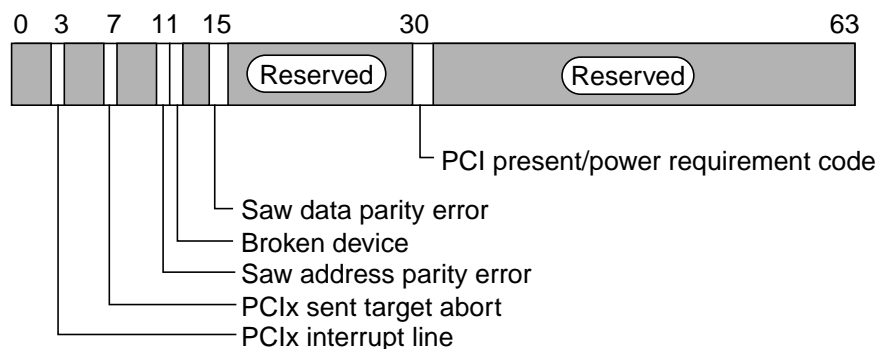 0 3 7 11 15 30 63
Reserved Reserved
PCI present/power requirement code
Saw data parity error
Broken device
Saw address parity error
PCIx sent target abort
PCIx interrupt line